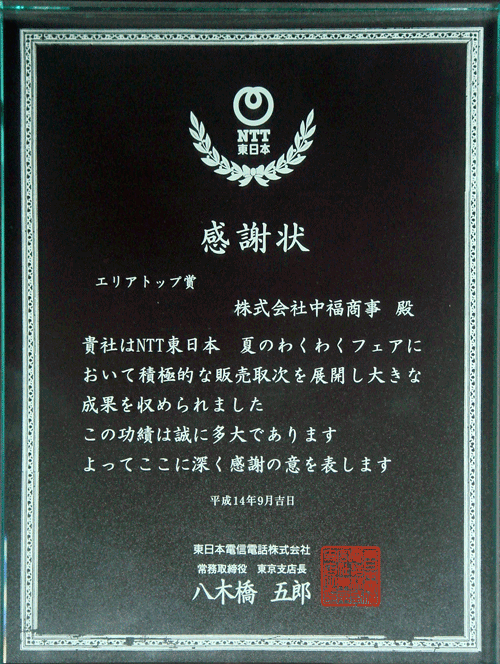 NTT
東日本
感謝状
エリアトップ賞
株式会社中福商事 殿
貴社はNTT東日本 夏のわくわくフェアに
おいて積極的な販売取次を展開し大きな
成果を収められました
この功績は誠に多大であります
よってここに深く感謝の意を表します
平成14年9月吉日
東日本電信電話株式会社
常務取締役 東京支店長
八木橋 五郎